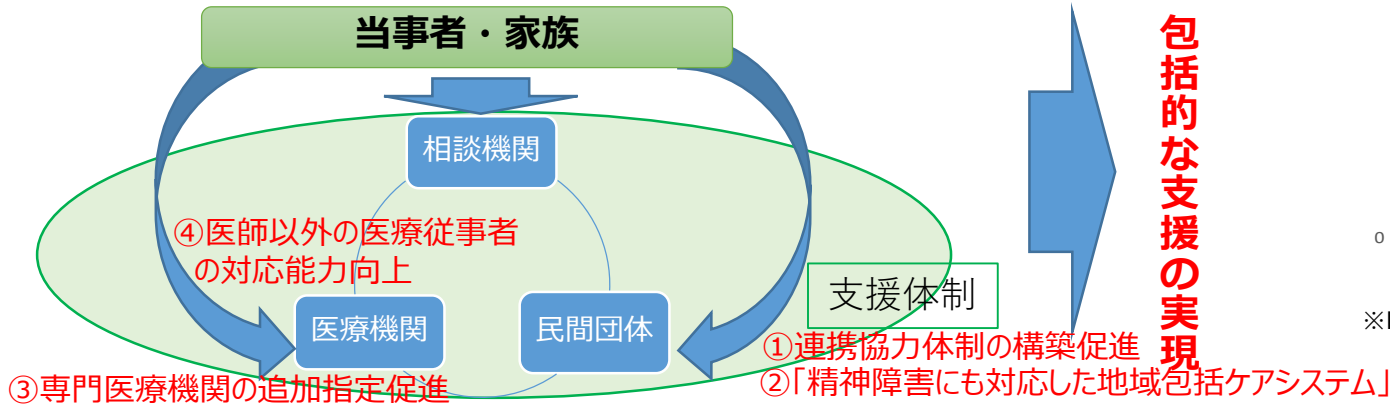 当事者・家族
包括的な支援の実現
相談機関
④医師以外の医療従事者
の対応能力向上
0
支援体制
医療機関
民間団体
①連携協力体制の構築促進
③専門医療機関の追加指定促進
②「精神障害にも対応した地域包括ケアシステム」